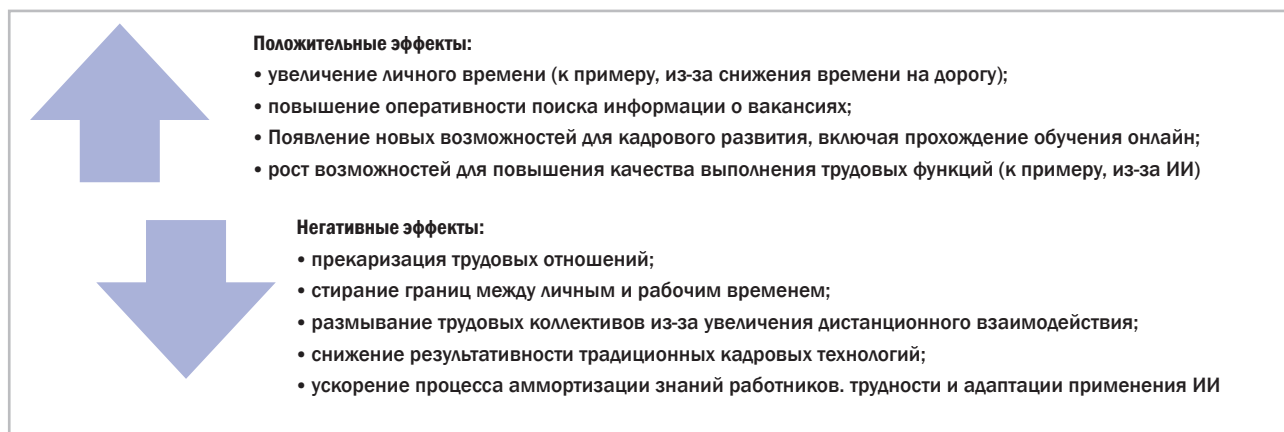 Положительные эффекты:
• увеличение личного времени (к примеру, из-за снижения времени на дорогу);
• повышение оперативности поиска информации о вакансиях;
• Появление новых возможностей для кадрового развития, включая прохождение обучения онлайн;
• рост возможностей для повышения качества выполнения трудовых функций (к примеру, из-за ИИ)
Негативные эффекты:
• прекаризация трудовых отношений;
• стирание границ между личным и рабочим временем;
• размывание трудовых коллективов из-за увеличения дистанционного взаимодействия;
• снижение результативности традиционных кадровых технологий;
• ускорение процесса аммортизации знаний работников. трудности и адаптации применения ИИ